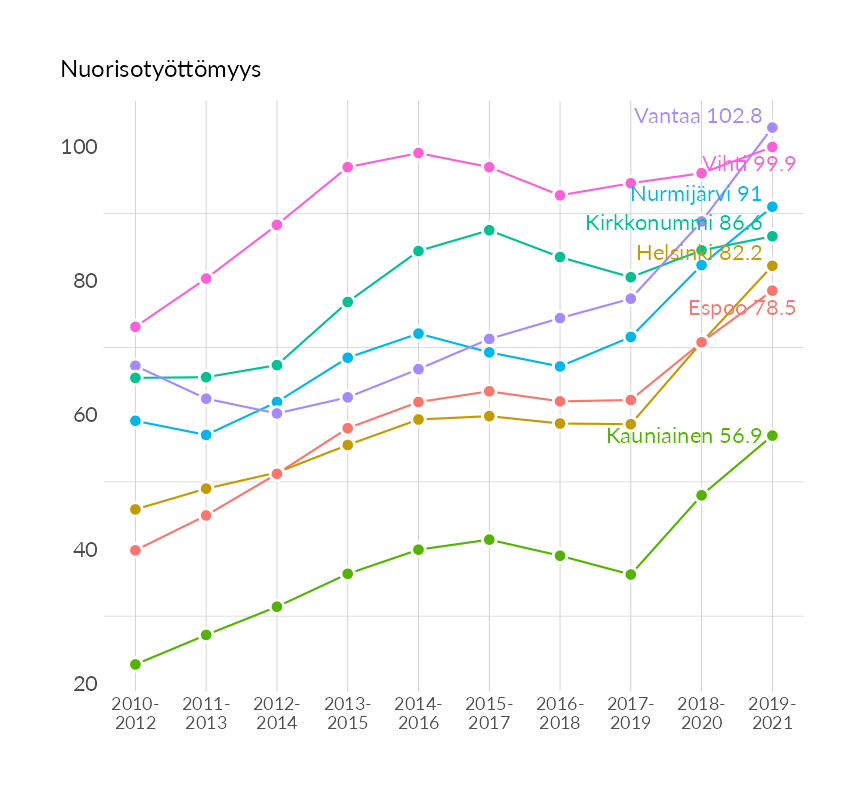 Nuorisotyöttömyys
Vantaa 102.8
100
Vihti 99.9
Nurmijärvi 91
Kirkkonummi 86.6
Helsinki 82.2
80
Espoo 78.5
60
Kauniainen 56.9
40
20
2010- 2011- 2012- 2013- 2014- 2015- 2016- 2017- 2018- 2019-
2012 2013 2014 2015 2016 2017 2018 2019 2020 2021